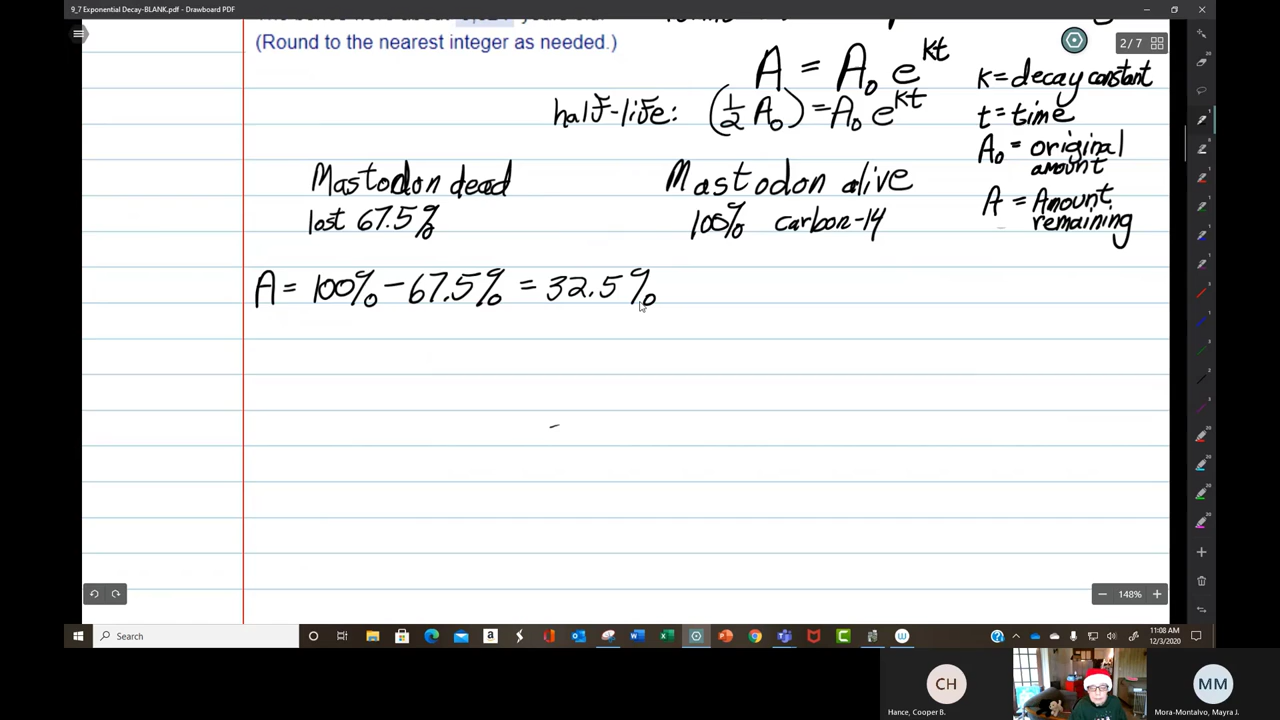 9_7 Exponential Decay-BLANK.pdf - Drawboard PDF
(Round to the nearest integer as needed.)
2/7
A = A₀ e^kt
half-life: (1/2 A₀) = A₀ e^kt
k = decay constant
t = time
A₀ = original
amount
A = Amount
remaining
Mastodon dead
lost 67.5%
Mastodon alive
100% carbon-14
A = 100% - 67.5% = 32.5%
148%
Search
11:08 AM
12/3/2020
CH
Hance, Cooper B.
MM
Mora-Montalvo, Mayra J.